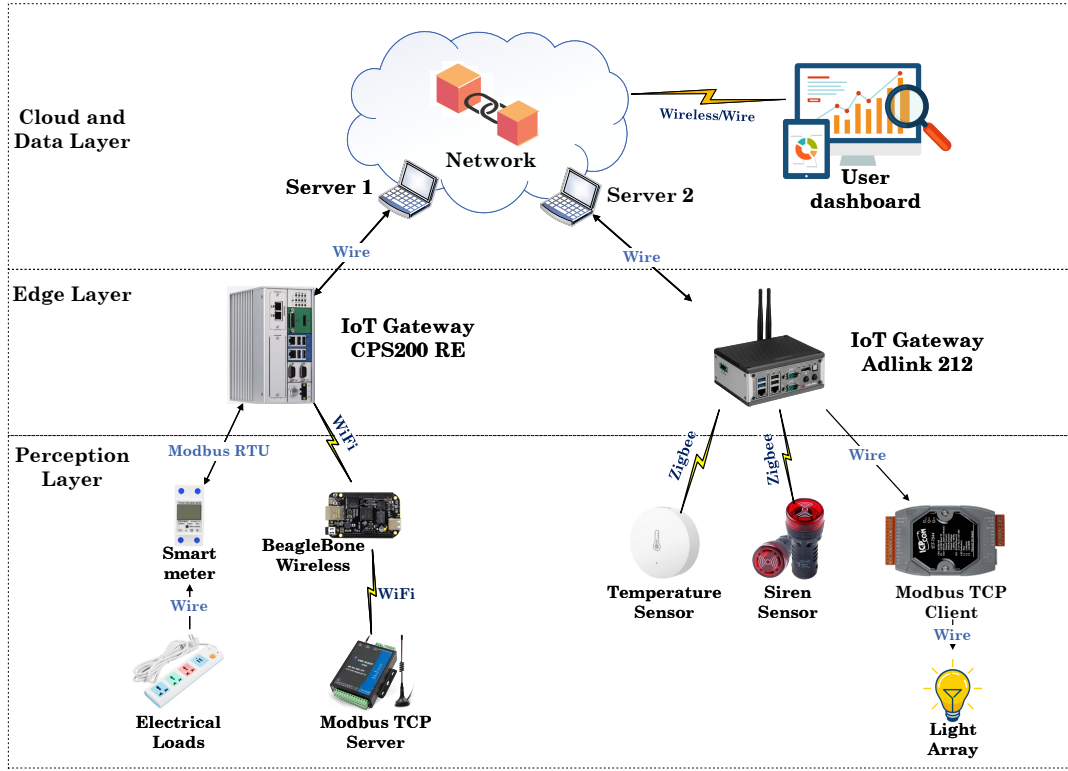 Cloud and
Data Layer
Network
Server 1
Server 2
Wireless/Wire
User
dashboard
Wire
Wire
Edge Layer
IoT Gateway
CPS200 RE
IoT Gateway
Adlink 212
Perception
Layer
Modbus RTU
WiFi
Zigbee
Zigbee
Wire
Smart
meter
BeagleBone
Wireless
Temperature
Sensor
Siren
Sensor
Modbus TCP
Client
Wire
WiFi
Wire
Electrical
Loads
Modbus TCP
Server
Light
Array